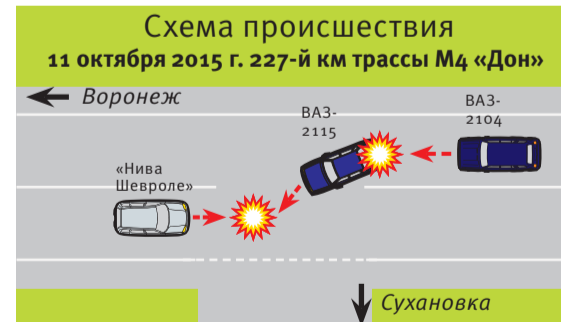 Схема происшествия
11 октября 2015 г. 227-й км трассы М4 «Дон»
Воронеж
ВАЗ-
2115
ВАЗ-
2104
«Нива
Шевроле»
Сухановка